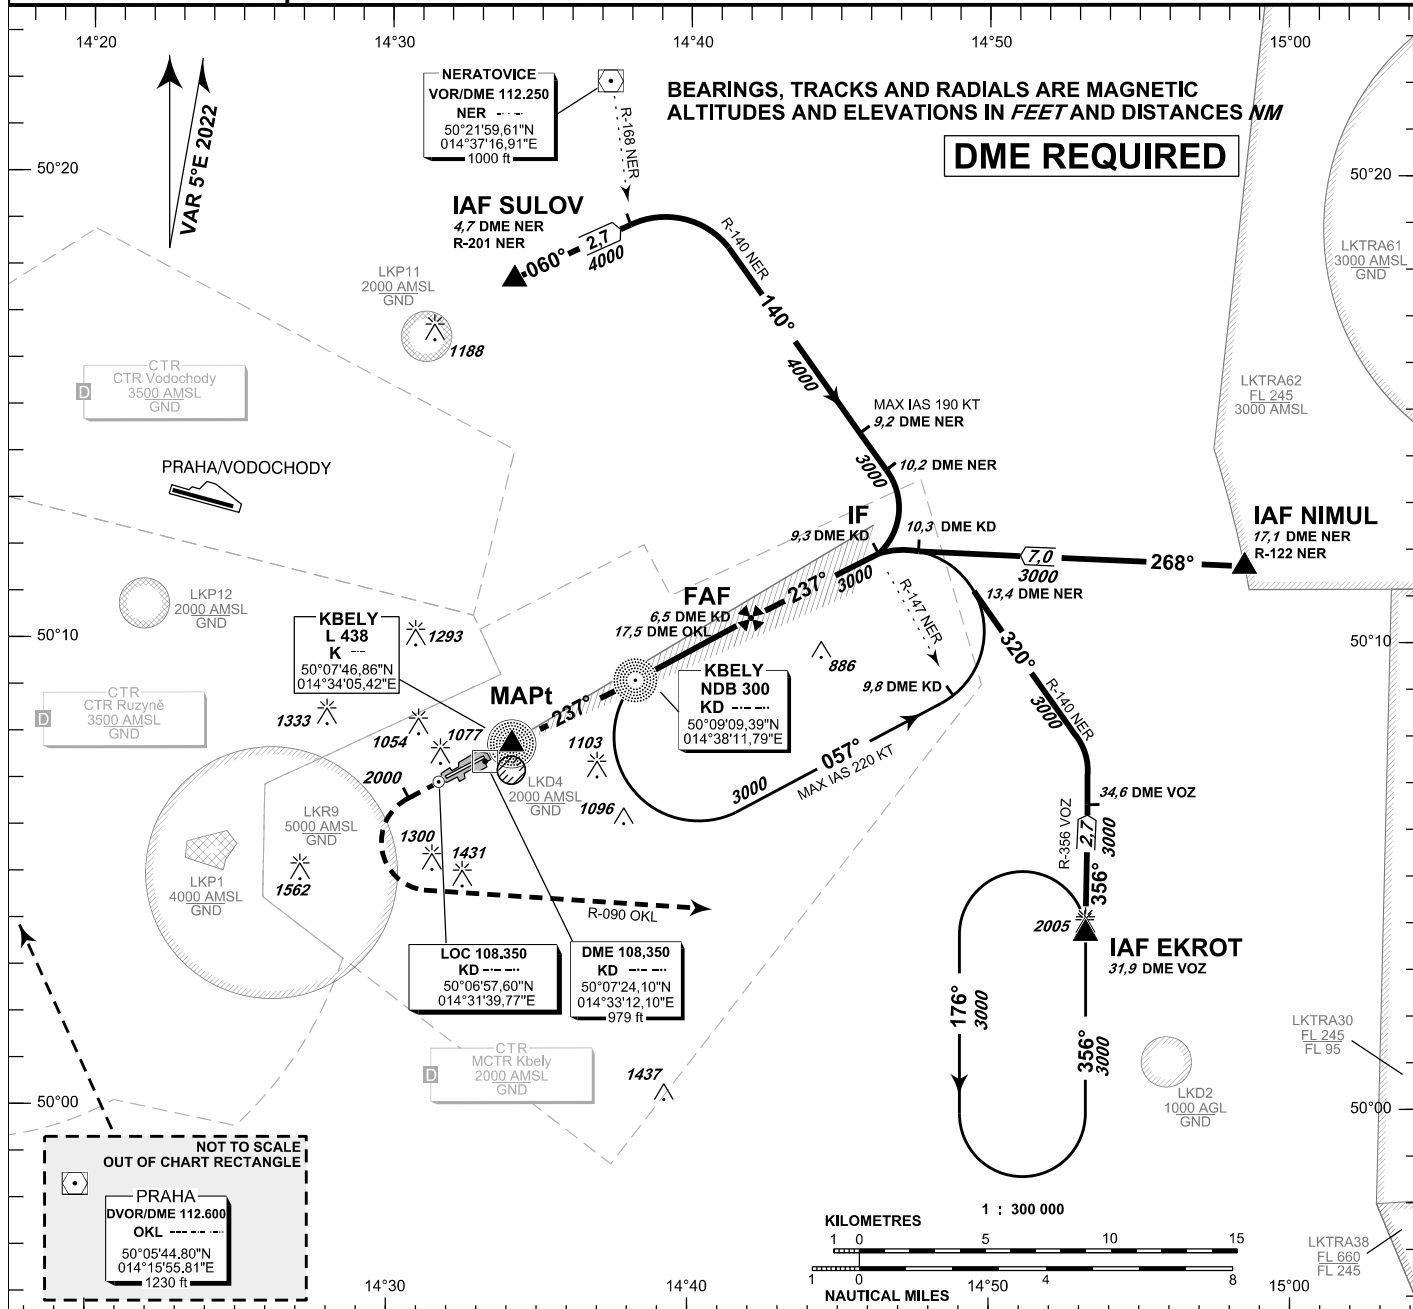 14°20'
14°30'
14°40'
14°50'
15°00'
VAR 5°E 2022
NERATOVICE
VOR/DME 112.250
NER
50°21'59,61"N
014°37'16,91"E
1000 ft
R-168 NER
BEARINGS, TRACKS AND RADIALS ARE MAGNETIC
ALTITUDES AND ELEVATIONS IN FEET AND DISTANCES NM
DME REQUIRED
50°20'
50°20'
IAF SULOV
4,7 DME NER
R-201 NER
060°
2,7
4000
R-140 NER
140°
4000
LKTRA61
3000 AMSL
GND
LKP11
2000 AMSL
GND
1188
CTR
CTR Vodochody
3500 AMSL
GND
D
LKTRA62
FL 245
3000 AMSL
MAX IAS 190 KT
9,2 DME NER
3000
10,2 DME NER
PRAHA/VODOCHODY
IF
9,3 DME KD
10,3 DME KD
IAF NIMUL
17,1 DME NER
R-122 NER
7,0
3000
268°
237°
3000
R-147 NER
13,4 DME NER
LKP12
2000 AMSL
GND
FAF
6,5 DME KD
17,5 DME OKL
KBELY
L 438
K
50°07'46,86"N
014°34'05,42"E
1293
50°10'
50°10'
320°
R-140 NER
3000
886
9,8 DME KD
KBELY
NDB 300
KD
50°09'09,39"N
014°38'11,79"E
MAPt
237°
CTR
CTR Ruzyně
3500 AMSL
GND
D
1333
1054
1077
1103
057°
MAX IAS 220 KT
3000
2000
LKD4
2000 AMSL
GND
1096
34,6 DME VOZ
R-356 VOZ
2,7
3000
356°
LKR9
5000 AMSL
GND
1300
1431
LKP1
4000 AMSL
GND
1562
R-090 OKL
2005
IAF EKROT
31,9 DME VOZ
LOC 108.350
KD
50°06'57,60"N
014°31'39,77"E
DME 108,350
KD
50°07'24,10"N
014°33'12,10"E
979 ft
176°
3000
356°
3000
LKTRA30
FL 245
FL 95
CTR
MCTR Kbely
2000 AMSL
GND
D
1437
LKD2
1000 AGL
GND
50°00'
50°00'
NOT TO SCALE
OUT OF CHART RECTANGLE
PRAHA
DVOR/DME 112.600
OKL
50°05'44.80"N
014°15'55.81"E
1230 ft
1 : 300 000
KILOMETRES
1 0 5 10 15
1 0 4 8
NAUTICAL MILES
LKTRA38
FL 660
FL 245
14°30'
14°40'
14°50'
15°00'